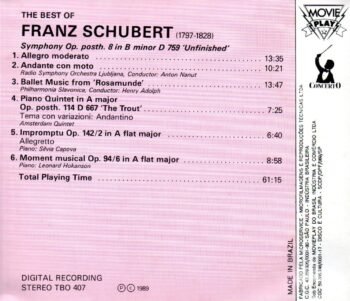 THE BEST OF
FRANZ SCHUBERT (1797-1828)
Symphony Op. posth. 8 in B minor D 759 'Unfinished'
1. Allegro moderato 13:35
2. Andante con moto 10:21
Radio Symphony Orchestra Ljubljana, Conductor: Anton Nanut
3. Ballet Music from 'Rosamunde' 13:47
Philharmonia Slavonica, Conductor: Henry Adolph
4. Piano Quintet in A major
Op. posth. 114 D 667 'The Trout' 7:15
Tema con variazioni: Andantino
Amsterdam Quintet
5. Impromptu Op. 142/2 in A flat major 6:40
Allegretto
Piano: Silvia Capova
6. Moment musical Op. 94/6 in A flat major 8:58
Piano: Leonard Hokanson
Total Playing Time: 61:15
DIGITAL RECORDING
STEREO TBO 407
℗ © 1989
MOVIE
PLAY
CONCERTO
MADE IN BRAZIL